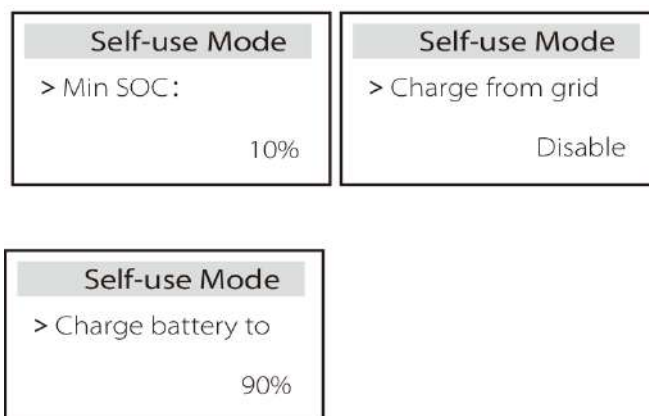 Self-use Mode
> Min SOC:
10%
Self-use Mode
> Charge from grid
Disable
Self-use Mode
> Charge battery to
90%